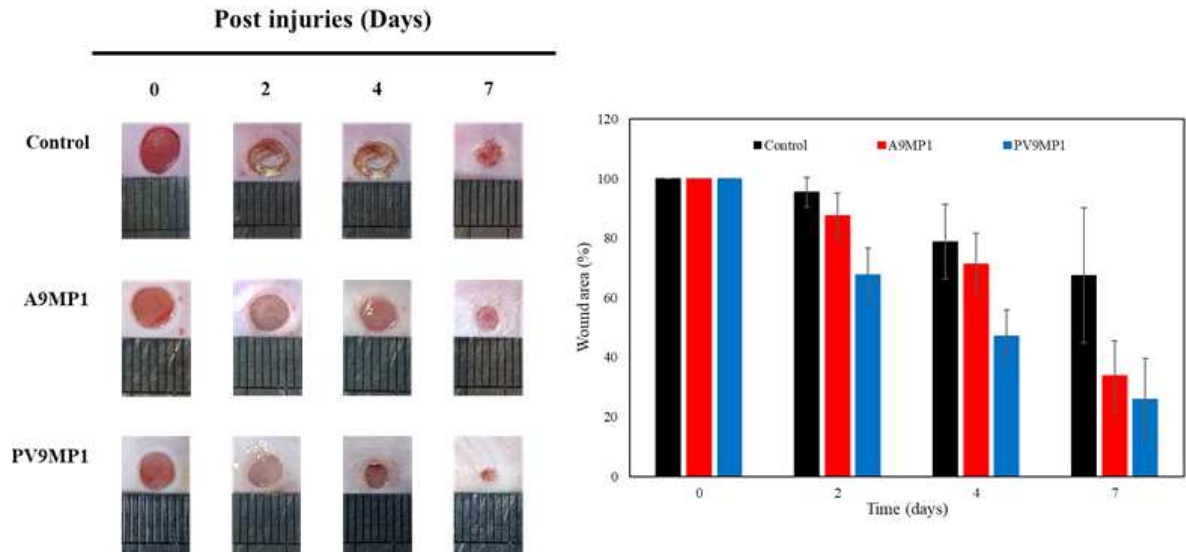 Post injuries (Days)
0 2 4 7
Control
A9MP1
PV9MP1
120
100
80
60
40
20
0
Wound area (%)
Control A9MP1 PV9MP1
0 2 4 7
Time (days)